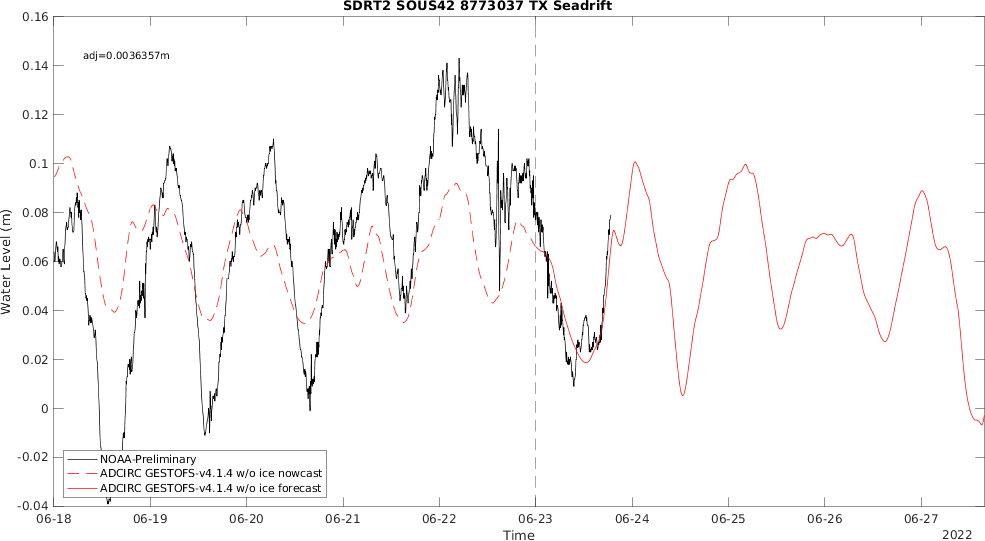 SDRT2 SOUS42 8773037 TX Seadrift
0.16
0.14
0.12
0.1
0.08
0.06
0.04
0.02
0
-0.02
-0.04
Water Level (m)
adj=0.0036357m
NOAA-Preliminary
ADCIRC GESTOFS-v4.1.4 w/o ice nowcast
ADCIRC GESTOFS-v4.1.4 w/o ice forecast
06-18 06-19 06-20 06-21 06-22 06-23 06-24 06-25 06-26 06-27
Time
2022